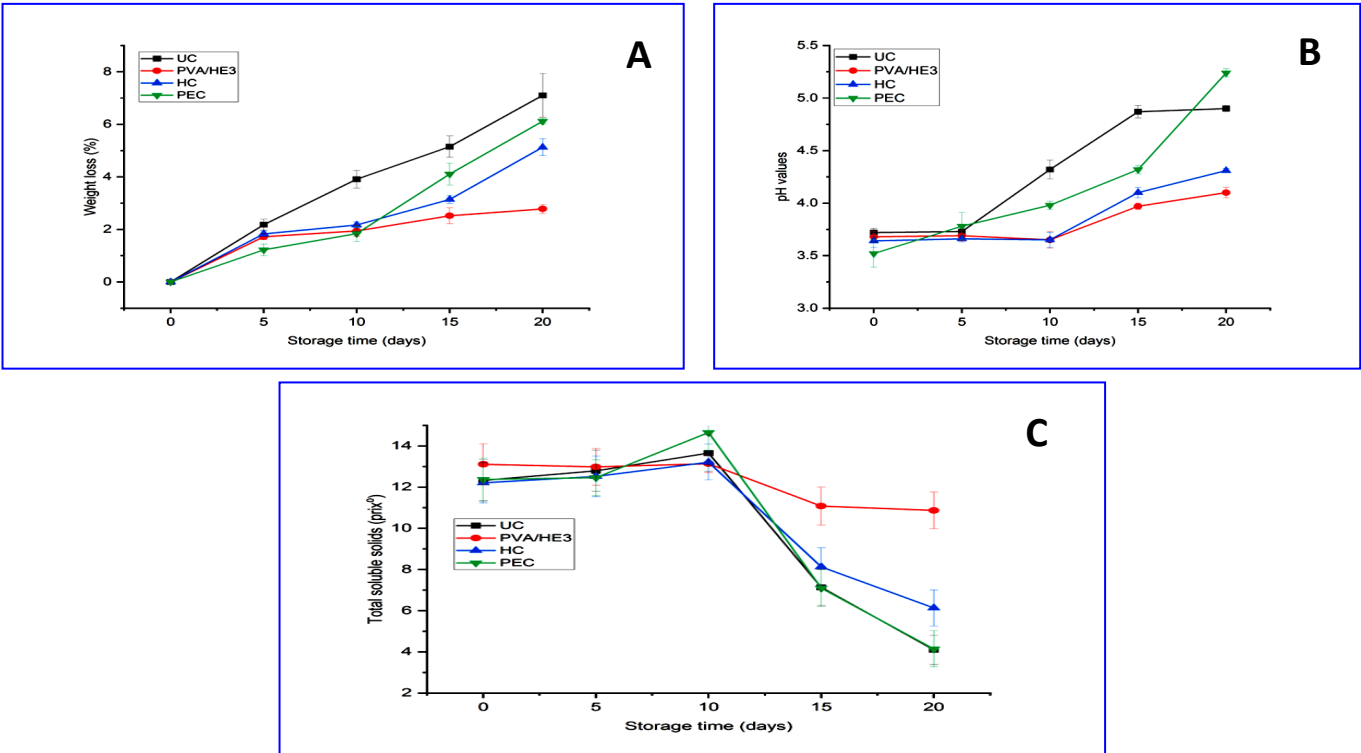 A
UC
PVA/HE3
HC
PEC
8
6
4
2
0
Weight loss (%)
0 5 10 15 20
Storage time (days)
B
UC
PVA/HE3
HC
PEC
5.5
5.0
4.5
4.0
3.5
3.0
pH values
0 5 10 15 20
Storage time (days)
C
14
12
10
8
6
4
2
Total soluble solids (prix⁰)
UC
PVA/HE3
HC
PEC
0 5 10 15 20
Storage time (days)